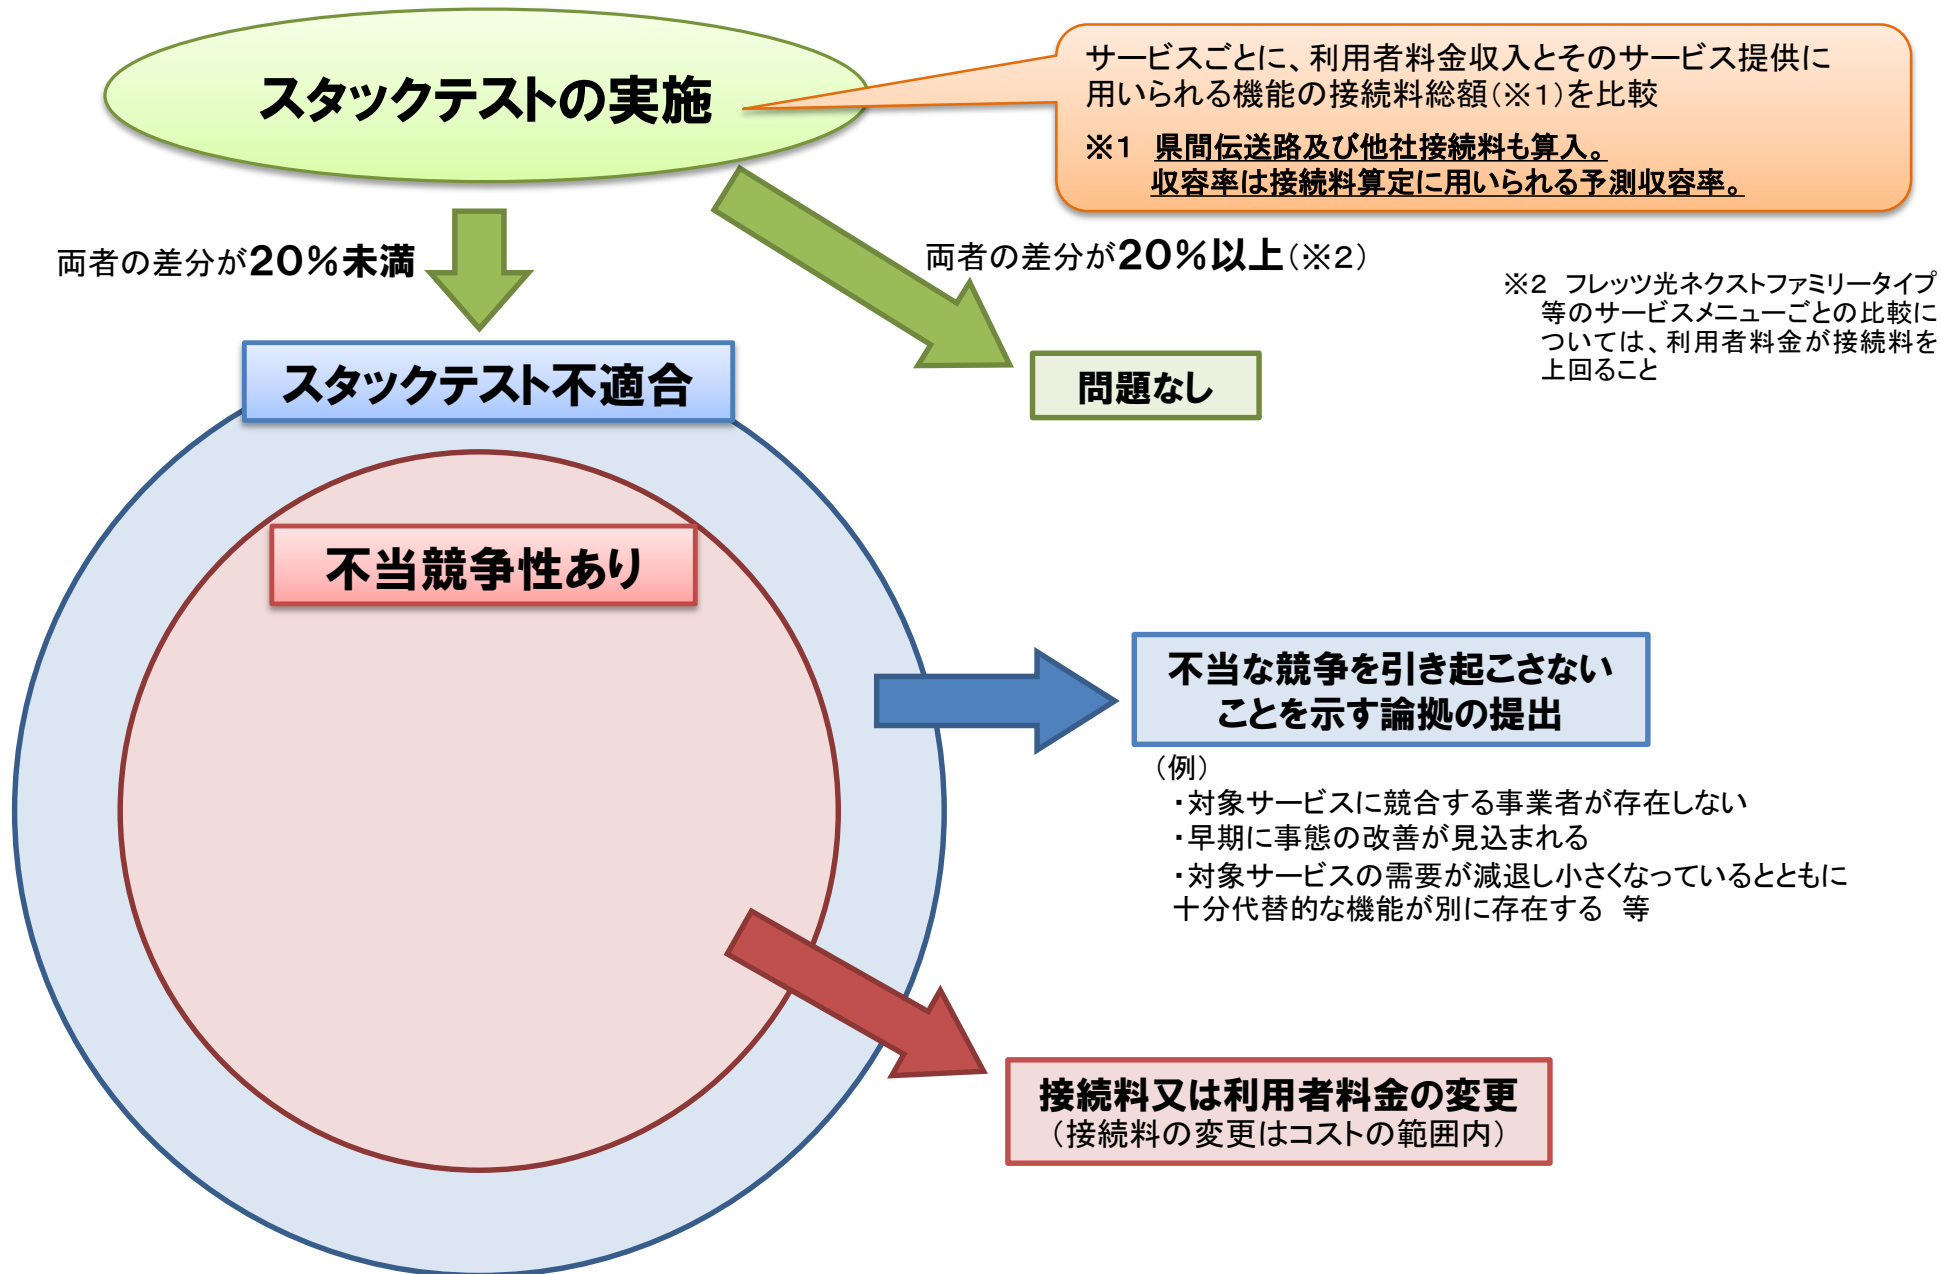 スタックテストの実施
サービスごとに、利用者料金収入とそのサービス提供に
用いられる機能の接続料総額（※１）を比較
※１　県間伝送路及び他社接続料も算入。
収容率は接続料算定に用いられる予測収容率。
両者の差分が２０％未満
両者の差分が２０％以上（※２）
※２　フレッツ光ネクストファミリータイプ
等のサービスメニューごとの比較に
ついては、利用者料金が接続料を
上回ること
スタックテスト不適合
問題なし
不当競争性あり
不当な競争を引き起こさない
ことを示す論拠の提出
（例）
・対象サービスに競合する事業者が存在しない
・早期に事態の改善が見込まれる
・対象サービスの需要が減退し小さくなっているとともに
十分代替的な機能が別に存在する　等
接続料又は利用者料金の変更
（接続料の変更はコストの範囲内）